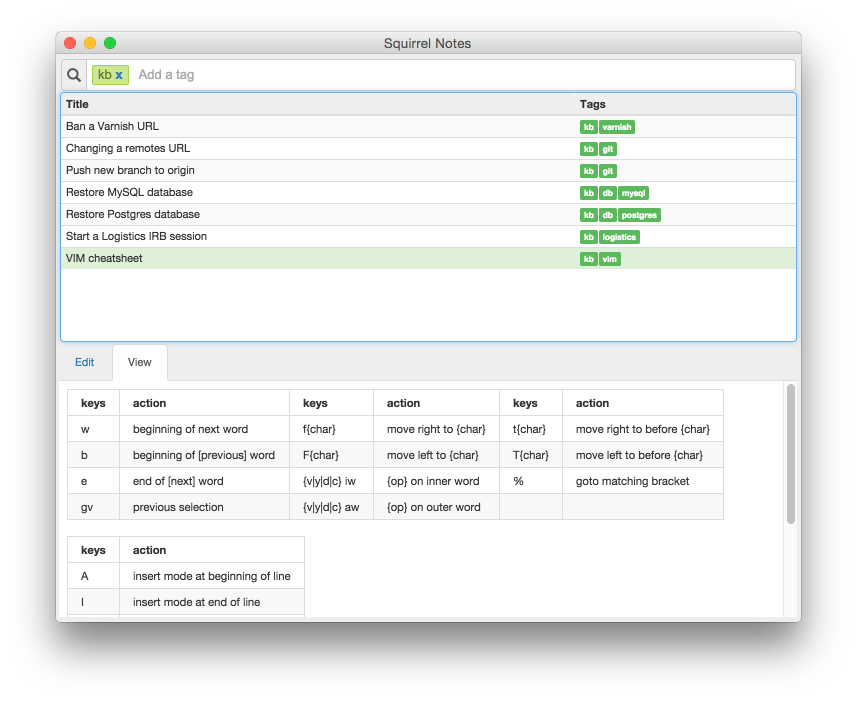 Squirrel Notes
kb x Add a tag
Title Tags
Ban a Varnish URL kb varnish
Changing a remotes URL kb git
Push new branch to origin kb git
Restore MySQL database kb db mysql
Restore Postgres database kb db postgres
Start a Logistics IRB session kb logistics
VIM cheatsheet kb vim
Edit View
keys action keys action keys action
w beginning of next word f{char} move right to {char} t{char} move right to before {char}
b beginning of [previous] word F{char} move left to {char} T{char} move left to before {char}
e end of [next] word {v|y|d|c} iw {op} on inner word % goto matching bracket
gv previous selection {v|y|d|c} aw {op} on outer word
keys action
A insert mode at beginning of line
I insert mode at end of line